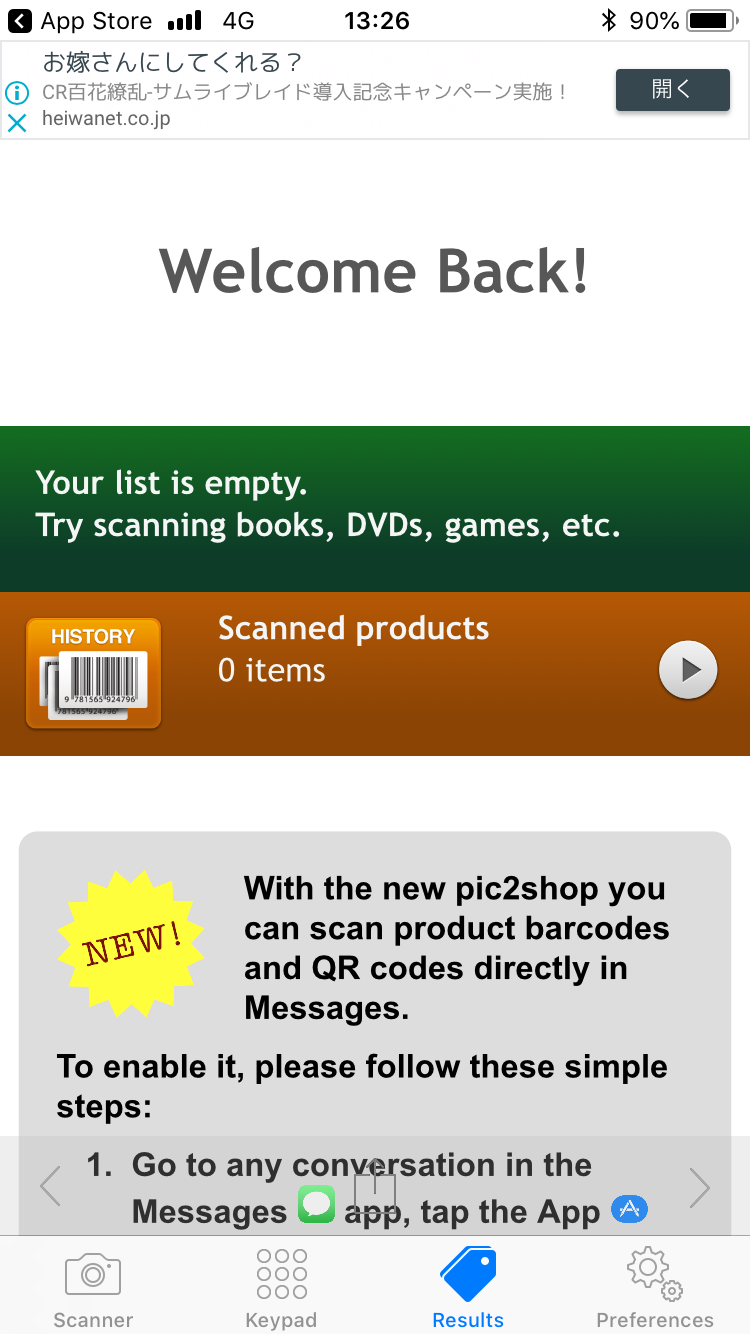 App Store 4G 13:26 90%
お嫁さんにしてくれる？
CR百花繚乱-サムライブレイド導入記念キャンペーン実施！
heiwanet.co.jp
開く
Welcome Back!
Your list is empty.
Try scanning books, DVDs, games, etc.
HISTORY
9 781565 924796
781565 924796
Scanned products
0 items
NEW!
With the new pic2shop you
can scan product barcodes
and QR codes directly in
Messages.
To enable it, please follow these simple
steps:
1. Go to any conversation in the
Messages app, tap the App
Scanner Keypad Results Preferences